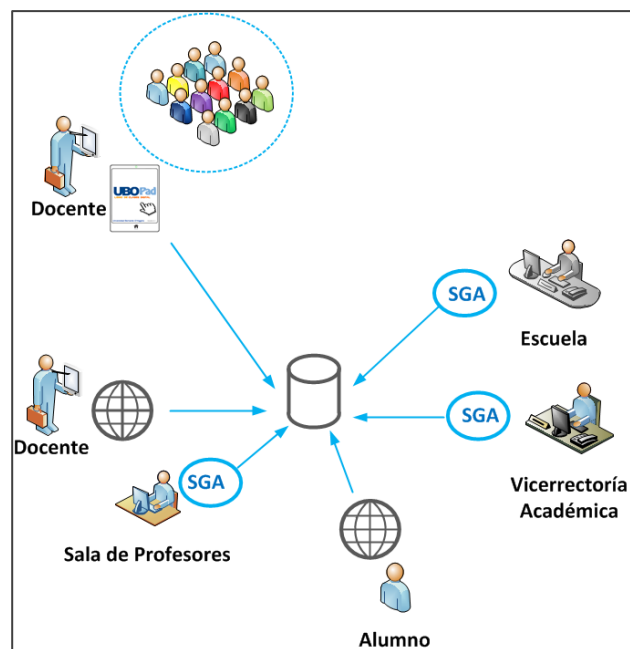 Docente
UBOPad
SGA
Escuela
Docente
SGA
Vicerrectoría
Académica
SGA
Sala de Profesores
Alumno